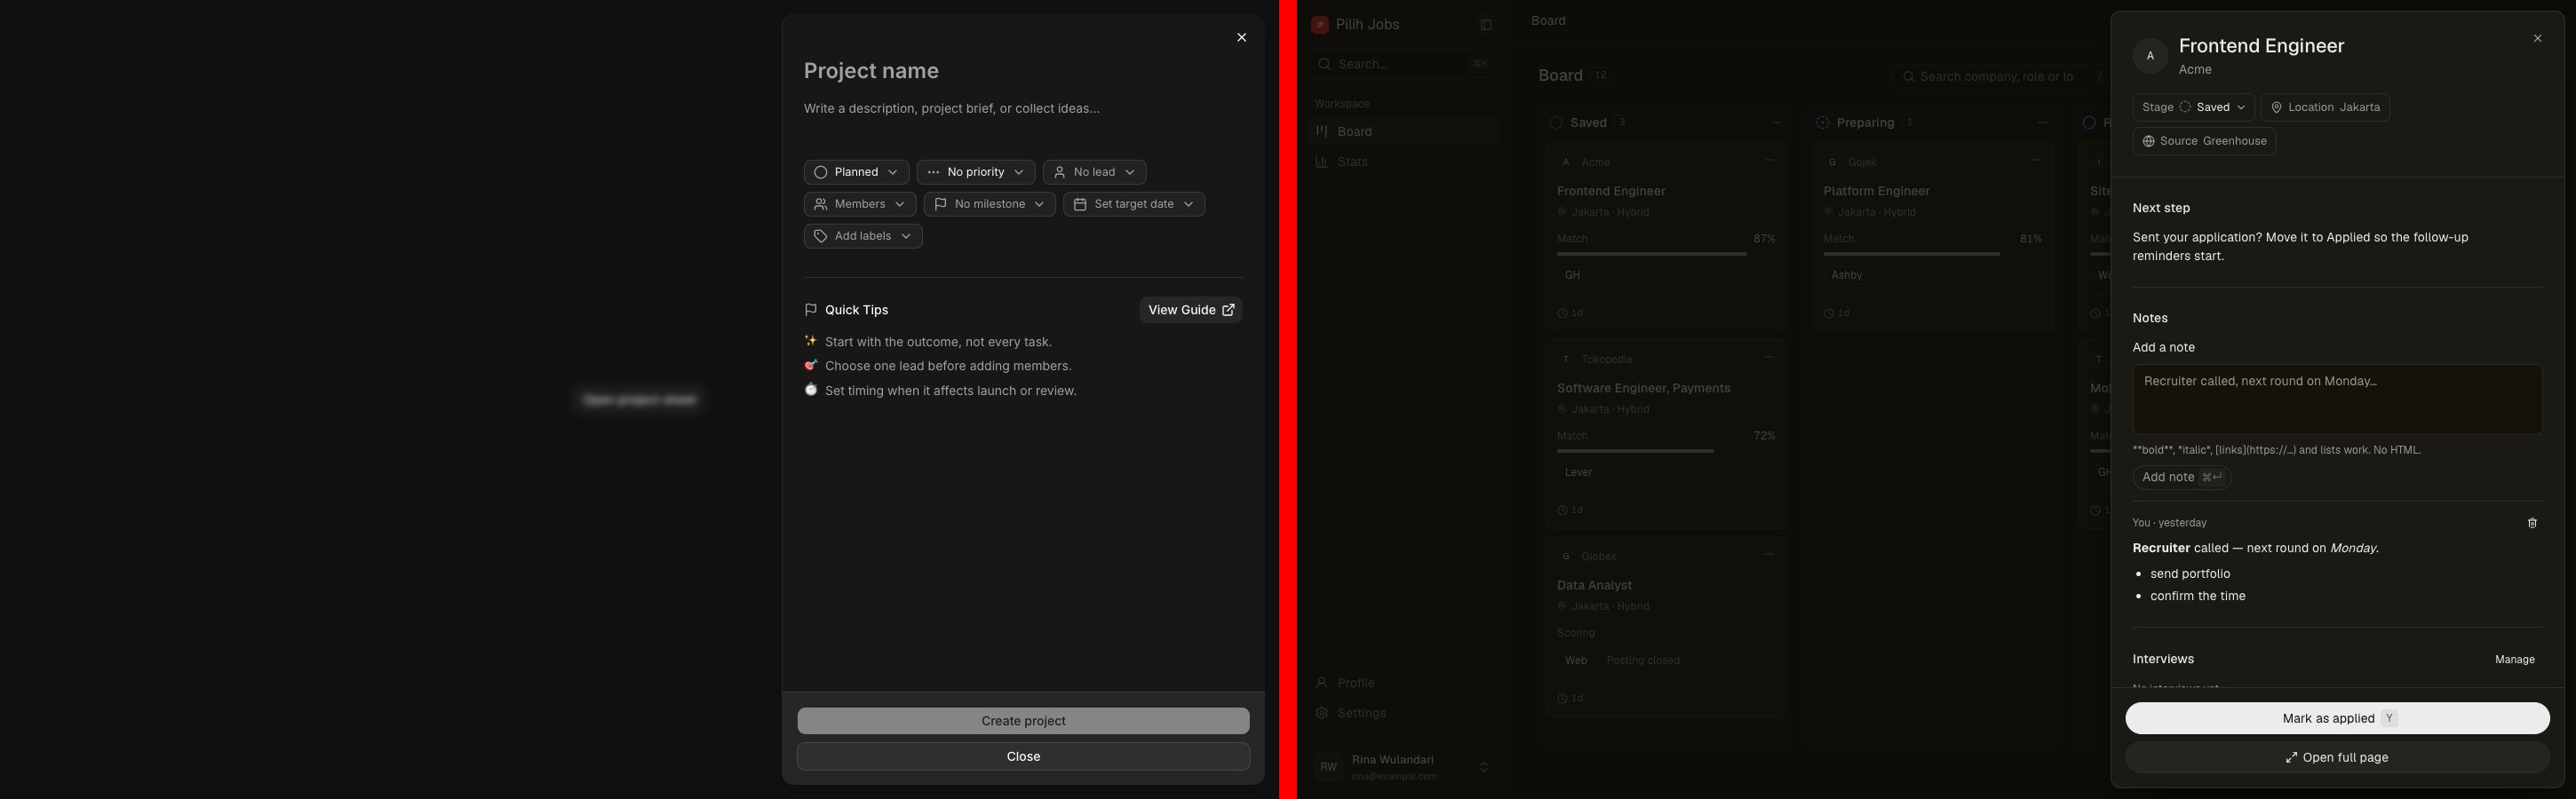 Project name
Write a description, project brief, or collect ideas...
Planned
No priority
No lead
Members
No milestone
Set target date
Add labels
Quick Tips
View Guide
Start with the outcome, not every task.
Choose one lead before adding members.
Set timing when it affects launch or review.
Open project sheet
Create project
Close
Pilih Jobs
Search...
⌘K
Workspace
Board
Stats
Profile
Settings
RW
Rina Wulandari
rina@example.com
Board
Board 12
Search company, role or lo
/
Saved 3
A Acme
Frontend Engineer
Jakarta · Hybrid
Match 87%
GH
1d
T Tokopedia
Software Engineer, Payments
Jakarta · Hybrid
Match 72%
Lever
1d
G Globex
Data Analyst
Jakarta · Hybrid
Scoring
Web Posting closed
1d
Preparing 1
G Gojek
Platform Engineer
Jakarta · Hybrid
Match 81%
Ashby
1d
A
Frontend Engineer
Acme
Stage Saved
Location Jakarta
Source Greenhouse
Next step
Sent your application? Move it to Applied so the follow-up
reminders start.
Notes
Add a note
Recruiter called, next round on Monday…
**bold**, *italic*, [links](https://…) and lists work. No HTML.
Add note ⌘↵
You · yesterday
Recruiter called — next round on Monday.
• send portfolio
• confirm the time
Interviews
Manage
Mark as applied Y
Open full page